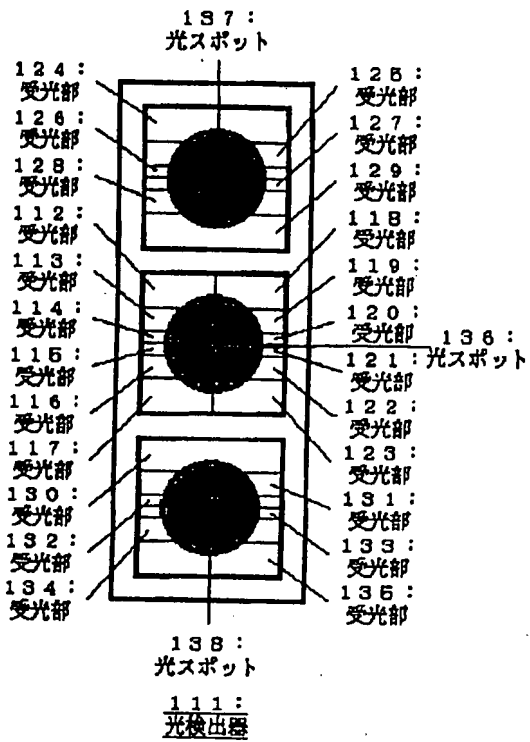 137：
光スポット
124：
受光部
126：
受光部
128：
受光部
112：
受光部
113：
受光部
114：
受光部
115：
受光部
116：
受光部
117：
受光部
130：
受光部
132：
受光部
134：
受光部
125：
受光部
127：
受光部
129：
受光部
118：
受光部
119：
受光部
120：
受光部
121：
受光部
122：
受光部
123：
受光部
131：
受光部
133：
受光部
135：
受光部
136：
光スポット
138：
光スポット
111：
光検出器